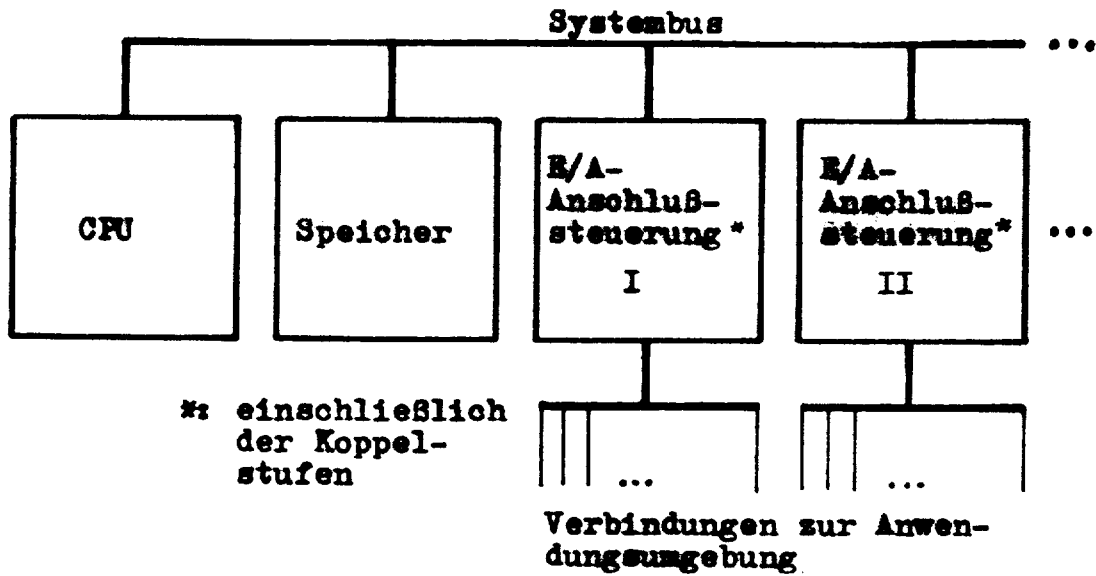 Systembus
...
CPU
Speicher
E/A-
Anschluß-
steuerung*
I
E/A-
Anschluß-
steuerung*
II
...
*: einschließlich
der Koppel-
stufen
...
...
Verbindungen zur Anwen-
dungsumgebung